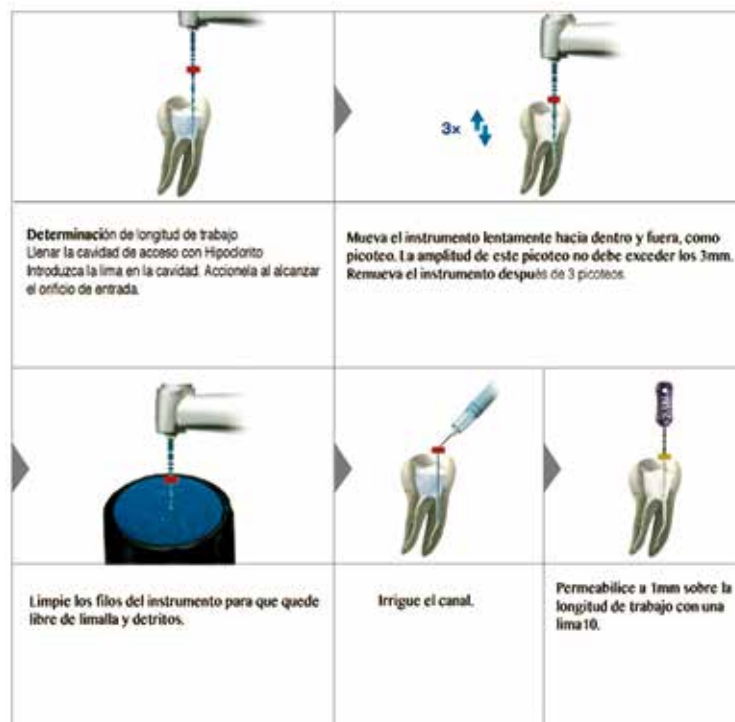 3x
Determinación de longitud de trabajo
Llenar la cavidad de acceso con Hipoclorito
Introduzca la lima en la cavidad. Accionela al alcanzar
el orificio de entrada.
Mueva el instrumento lentamente hacia dentro y fuera, como
picoteo. La amplitud de este picoteo no debe exceder los 3mm.
Remueva el instrumento después de 3 picoteos.
Limpie los filos del instrumento para que quede
libre de limalla y detritos.
Irrigue el canal.
Permeabilice a 1mm sobre la
longitud de trabajo con una
lima10.